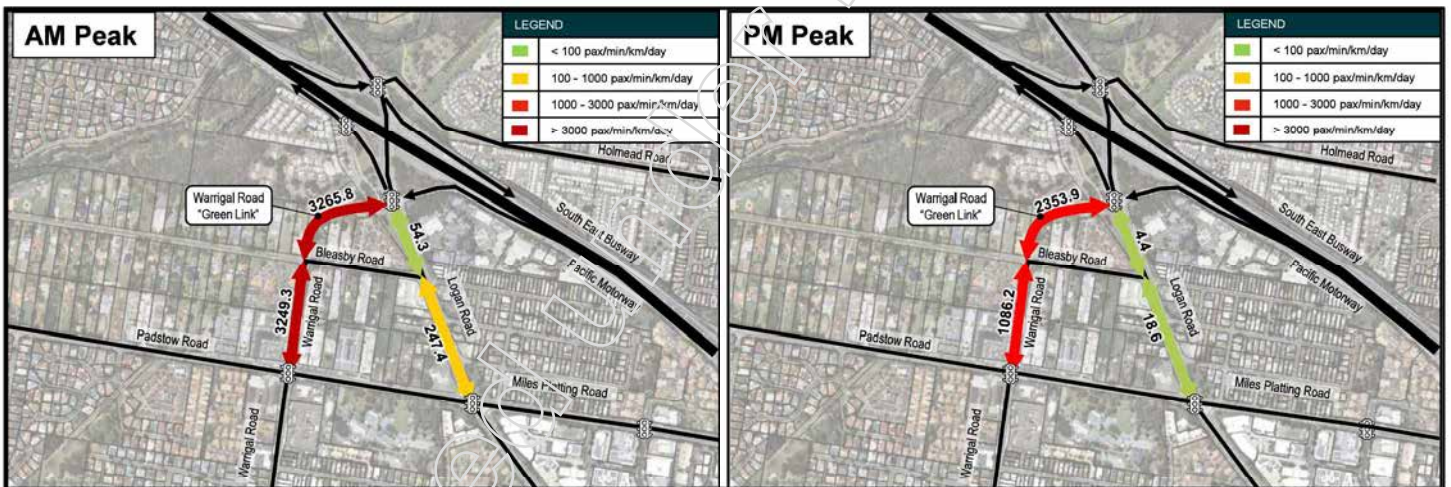 AM Peak
LEGEND
< 100 pax/min/km/day
100 - 1000 pax/min/km/day
1000 - 3000 pax/min/km/day
> 3000 pax/min/km/day
Holmead Road
Warrigal Road
"Green Link"
3265.8
54.3
South East Busway
Bleasby Road
Pacific Motorway
3249.3
Warrigal Road
Logan Road
247.4
Padstow Road
Miles Platting Road
Warrigal Road
PM Peak
LEGEND
< 100 pax/min/km/day
100 - 1000 pax/min/km/day
1000 - 3000 pax/min/km/day
> 3000 pax/min/km/day
Holmead Road
Warrigal Road
"Green Link"
2353.9
4.4
South East Busway
Bleasby Road
Pacific Motorway
1086.2
Warrigal Road
Logan Road
18.6
Padstow Road
Miles Platting Road
Warrigal Road